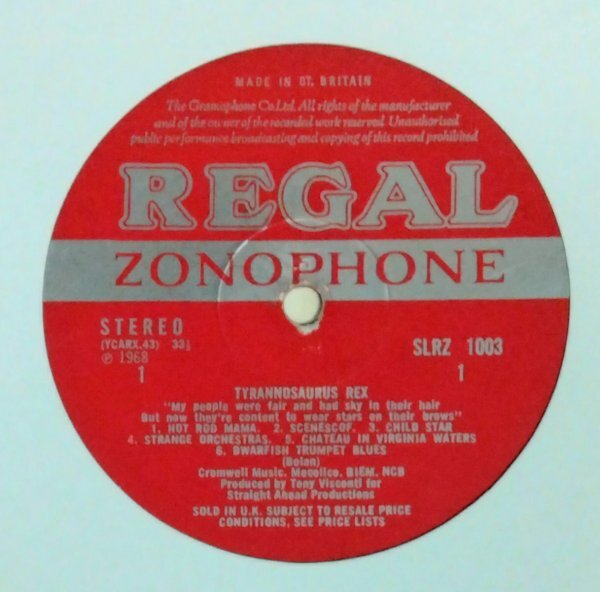 MADE IN GT. BRITAIN
The Gramophone Co. Ltd. All rights of the manufacturer
and of the owner of the recorded work reserved Unauthorised
public performance broadcasting and copying of this record prohibited
REGAL
ZONOPHONE
STEREO
(YCARX.43) 33⅓
℗ 1968
1
SLRZ 1003
1
TYRANNOSAURUS REX
"My people were fair and had sky in their hair
But now they're content to wear stars on their brows"
1. HOT ROD MAMA. 2. SCENESCOF. 3. CHILD STAR
4. STRANGE ORCHESTRAS. 5. CHATEAU IN VIRGINIA WATERS
6. DWARFISH TRUMPET BLUES
(Bolan)
Cromwell Music. Mecolico. BIEM. NCB
Produced by Tony Visconti for
Straight Ahead Productions
SOLD IN U.K. SUBJECT TO RESALE PRICE
CONDITIONS, SEE PRICE LISTS